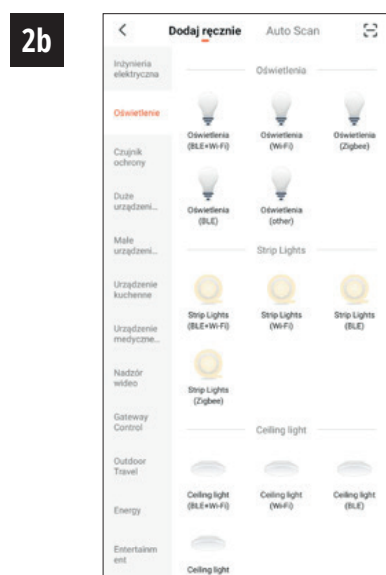 2b
Dodaj ręcznie
Auto Scan
Inżynieria
elektryczna
Oświetlenie
Czujnik
ochrony
Duże
urządzeni...
Małe
urządzeni...
Urządzenie
kuchenne
Urządzenie
medyczne...
Nadzór
wideo
Gateway
Control
Outdoor
Travel
Energy
Entertainm
ent
Oświetlenia
Oświetlenia
(BLE+Wi-Fi)
Oświetlenia
(Wi-Fi)
Oświetlenia
(Zigbee)
Oświetlenia
(BLE)
Oświetlenia
(other)
Strip Lights
Strip Lights
(BLE+Wi-Fi)
Strip Lights
(Wi-Fi)
Strip Lights
(BLE)
Strip Lights
(Zigbee)
Ceiling light
Ceiling light
(BLE+Wi-Fi)
Ceiling light
(Wi-Fi)
Ceiling light
(BLE)
Ceiling light